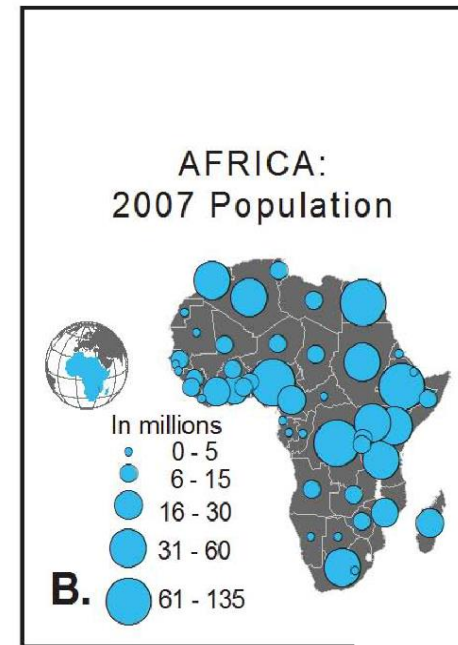 AFRICA:
2007 Population
In millions
0 - 5
6 - 15
16 - 30
31 - 60
61 - 135
B.